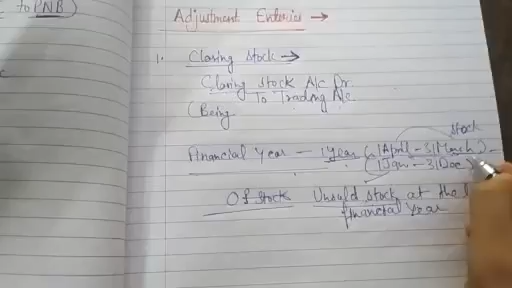 to PNB)
Adjustment Enteries →
1. Closing Stock →
Closing Stock A/c Dr.
To Trading A/c
(Being
stock
Financial Year - 1 year (1 April - 31 March) -
1 Jan - 31 Dec
Of Stock Unsold stock at the
financial Year